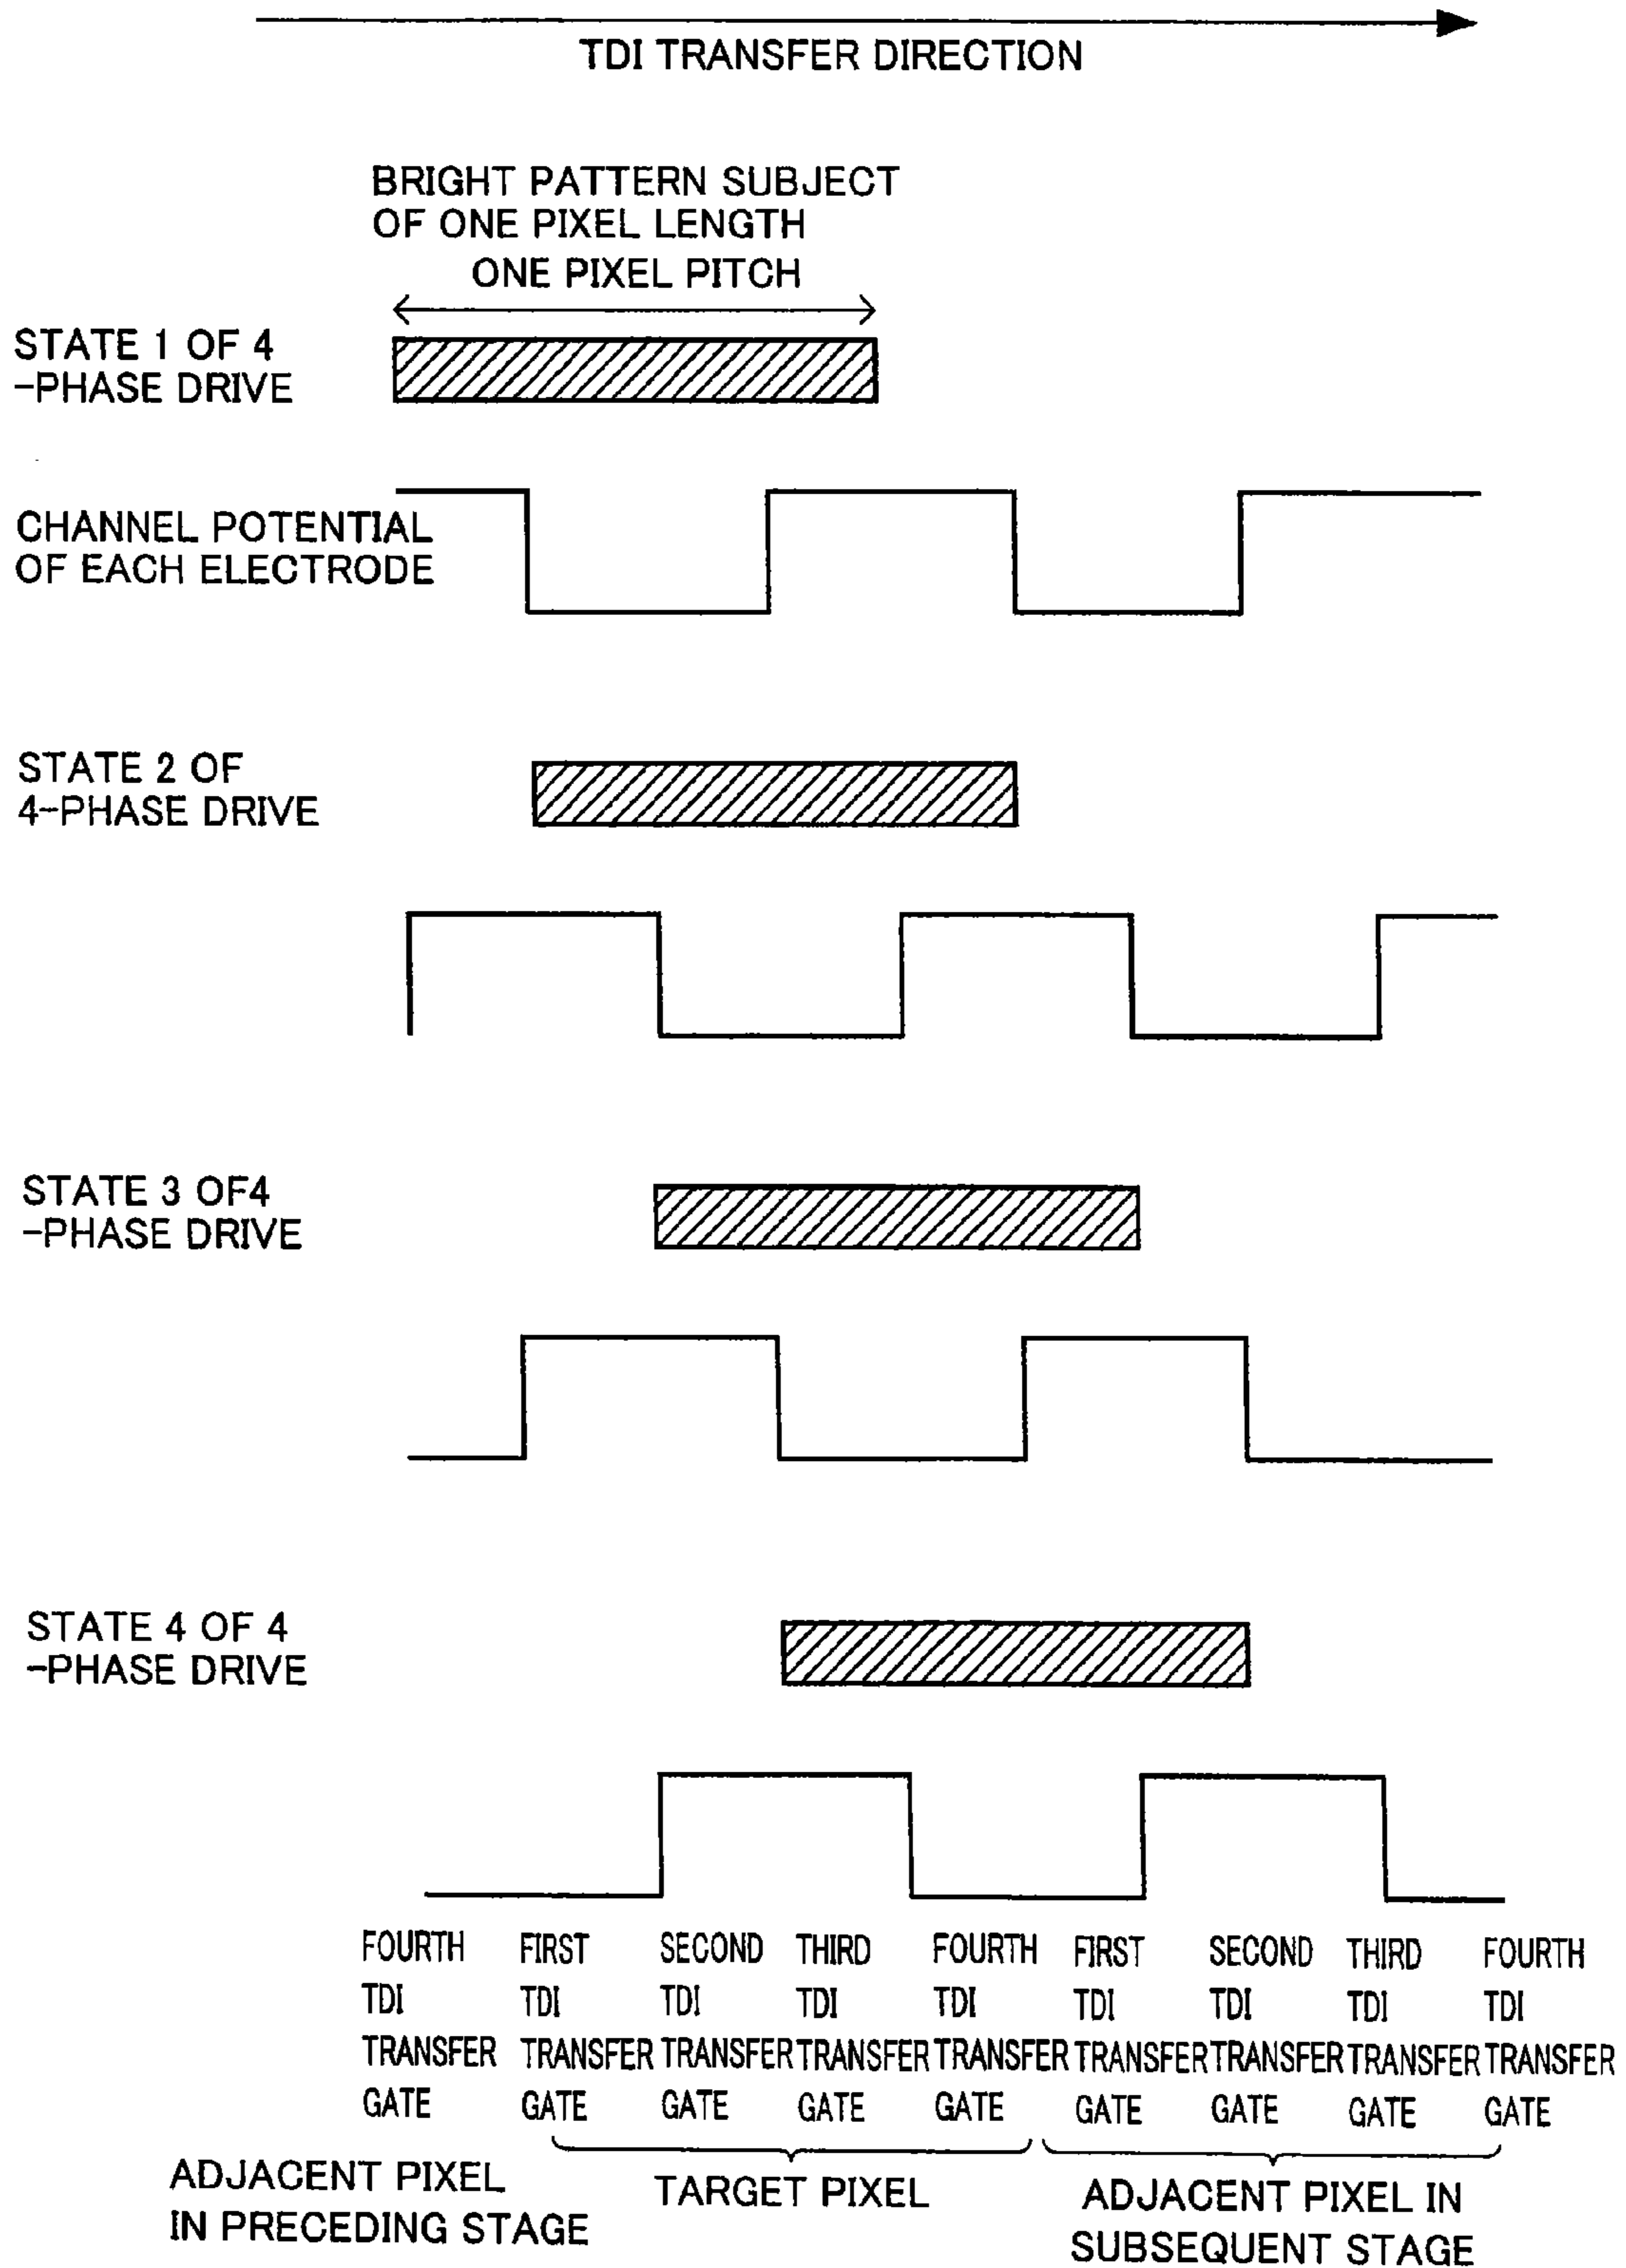 TDI TRANSFER DIRECTION
BRIGHT PATTERN SUBJECT
OF ONE PIXEL LENGTH
ONE PIXEL PITCH
STATE 1 OF 4
-PHASE DRIVE
CHANNEL POTENTIAL
OF EACH ELECTRODE
STATE 2 OF
4-PHASE DRIVE
STATE 3 OF4
-PHASE DRIVE
STATE 4 OF 4
-PHASE DRIVE
FOURTH FIRST SECOND THIRD FOURTH FIRST SECOND THIRD FOURTH
TDI TDI TDI TDI TDI TDI TDI TDI TDI
TRANSFER TRANSFER TRANSFER TRANSFER TRANSFER TRANSFER TRANSFER TRANSFER TRANSFER
GATE GATE GATE GATE GATE GATE GATE GATE GATE
ADJACENT PIXEL
IN PRECEDING STAGE
TARGET PIXEL
ADJACENT PIXEL IN
SUBSEQUENT STAGE